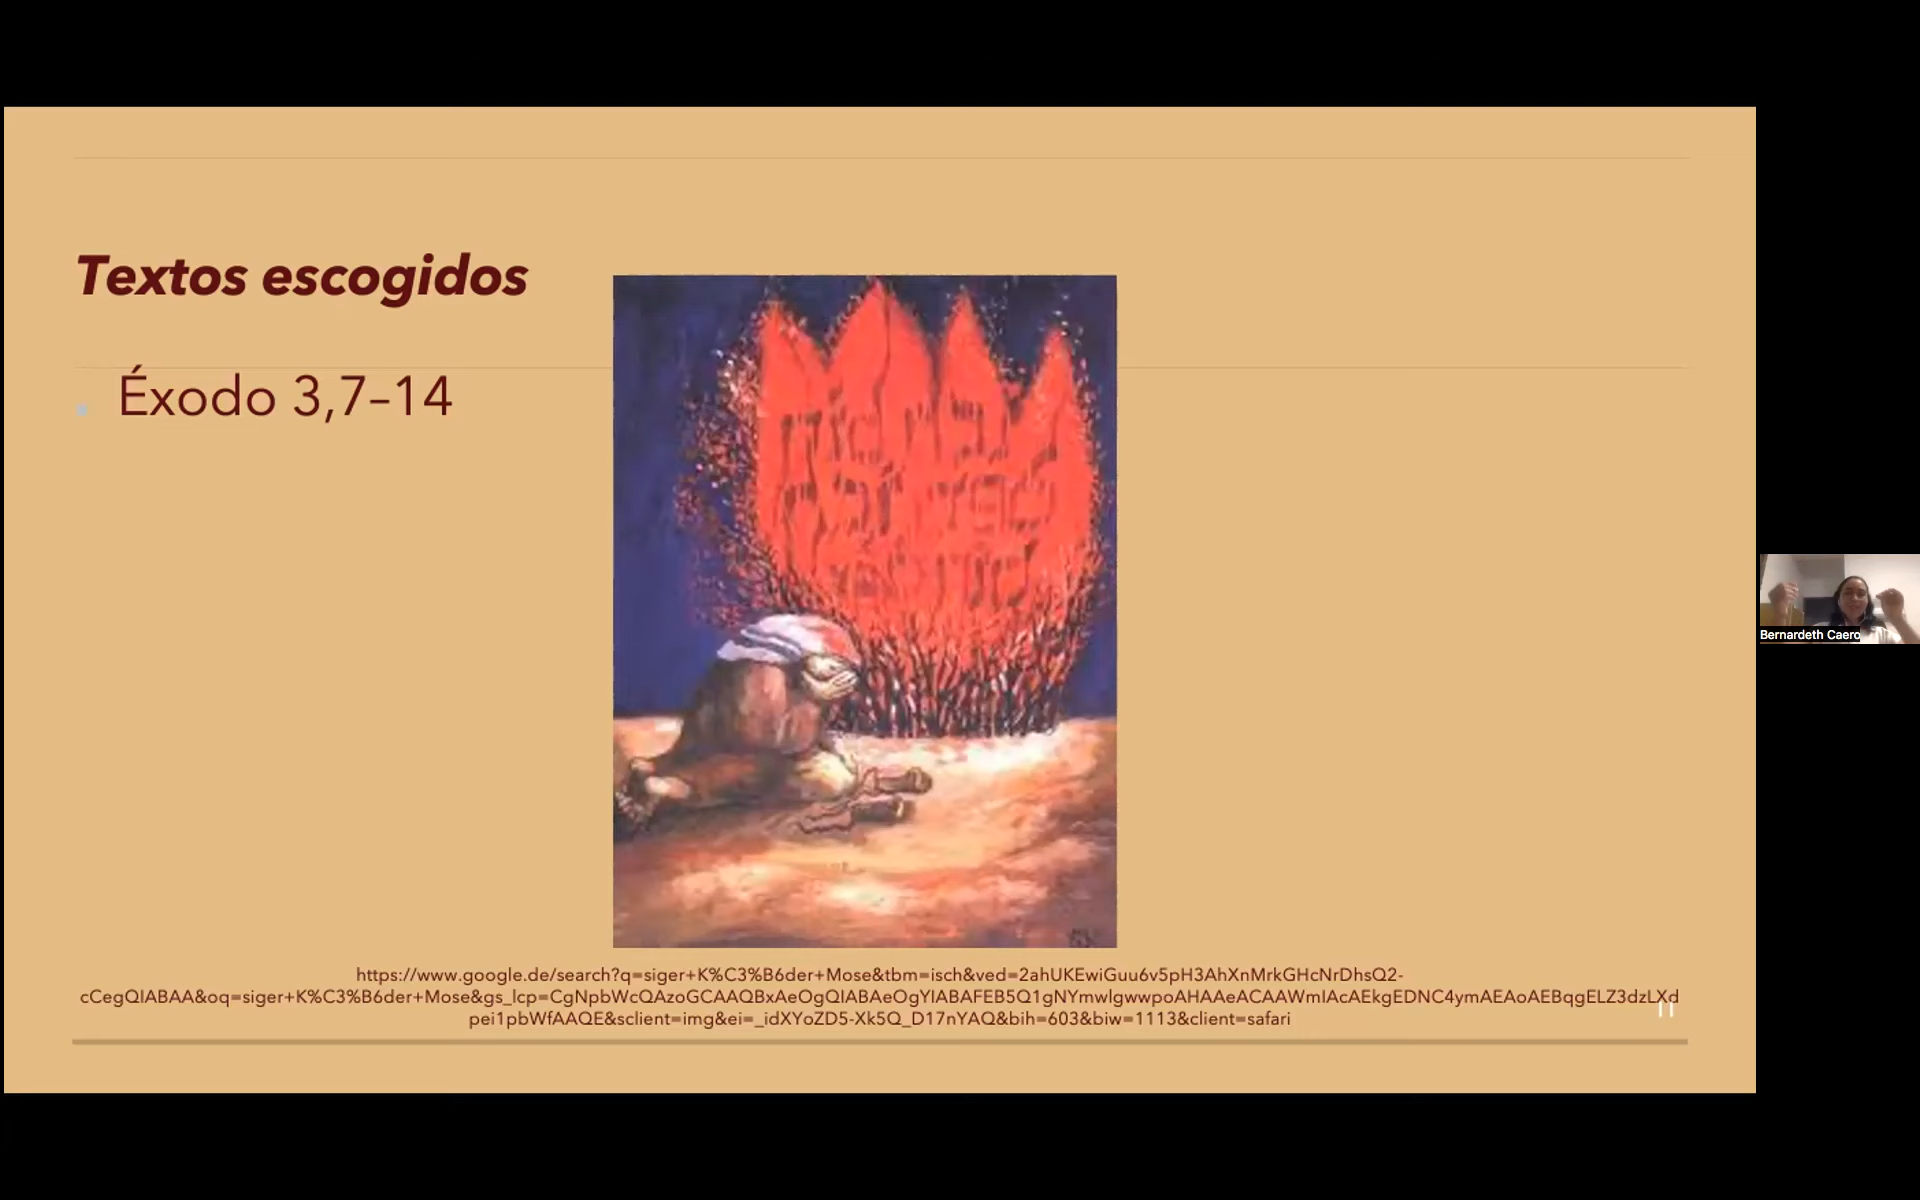 Textos escogidos
Éxodo 3,7–14
https://www.google.de/search?q=siger+K%C3%B6der+Mose&tbm=isch&ved=2ahUKEwiGuu6v5pH3AhXnMrkGHcNrDhsQ2-
cCegQIABAA&oq=siger+K%C3%B6der+Mose&gs_lcp=CgNpbWcQAzoGCAAQBxAeOgQIABAeOgYIABAFEB5Q1gNYmwlgwwpoAHAAeACAAWmIAcAEkgEDNC4ymAEAoAEBqgELZ3dzLXd
pei1pbWfAAQE&sclient=img&ei=_idXYoZD5-Xk5Q_D17nYAQ&bih=603&biw=1113&client=safari
11
Bernardeth Caero